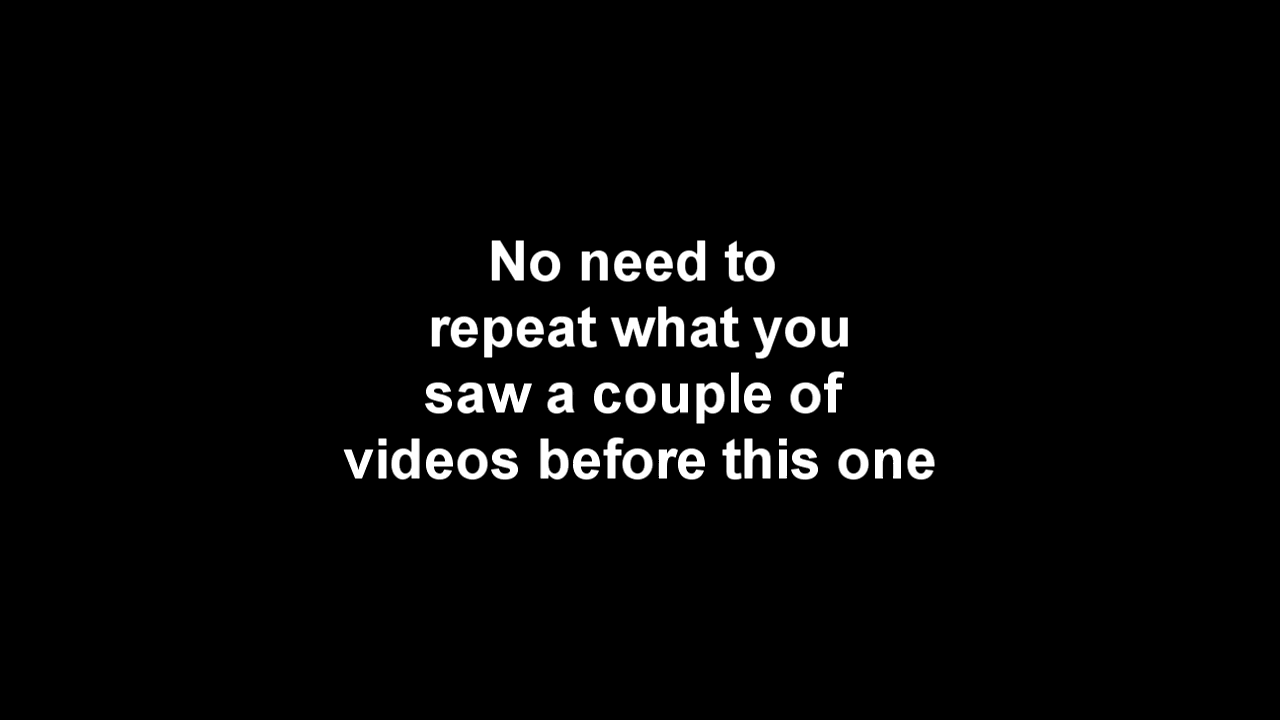 No need to
repeat what you
saw a couple of
videos before this one